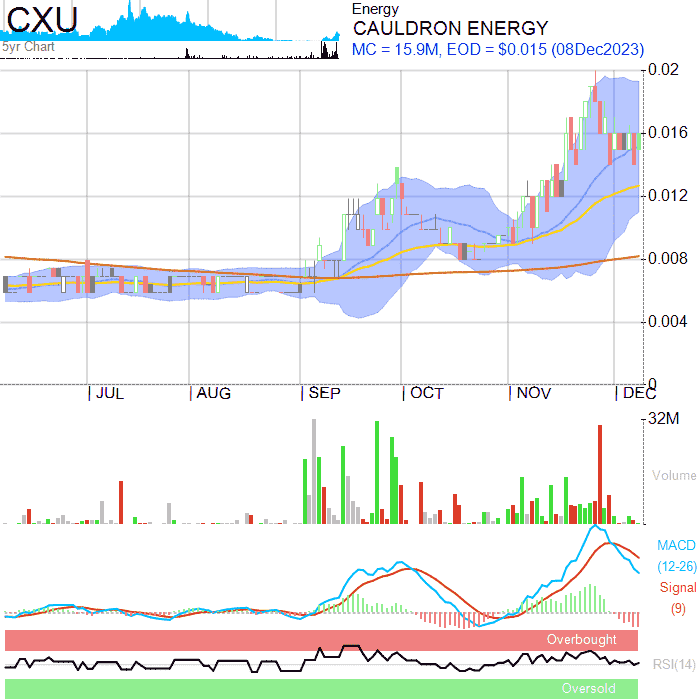 CXU
5yr Chart
Energy
CAULDRON ENERGY
MC = 15.9M, EOD = $0.015 (08Dec2023)
0.02
0.016
0.012
0.008
0.004
0
JUL AUG SEP OCT NOV DEC
32M
Volume
MACD
(12-26)
Signal
(9)
Overbought
RSI(14)
Oversold